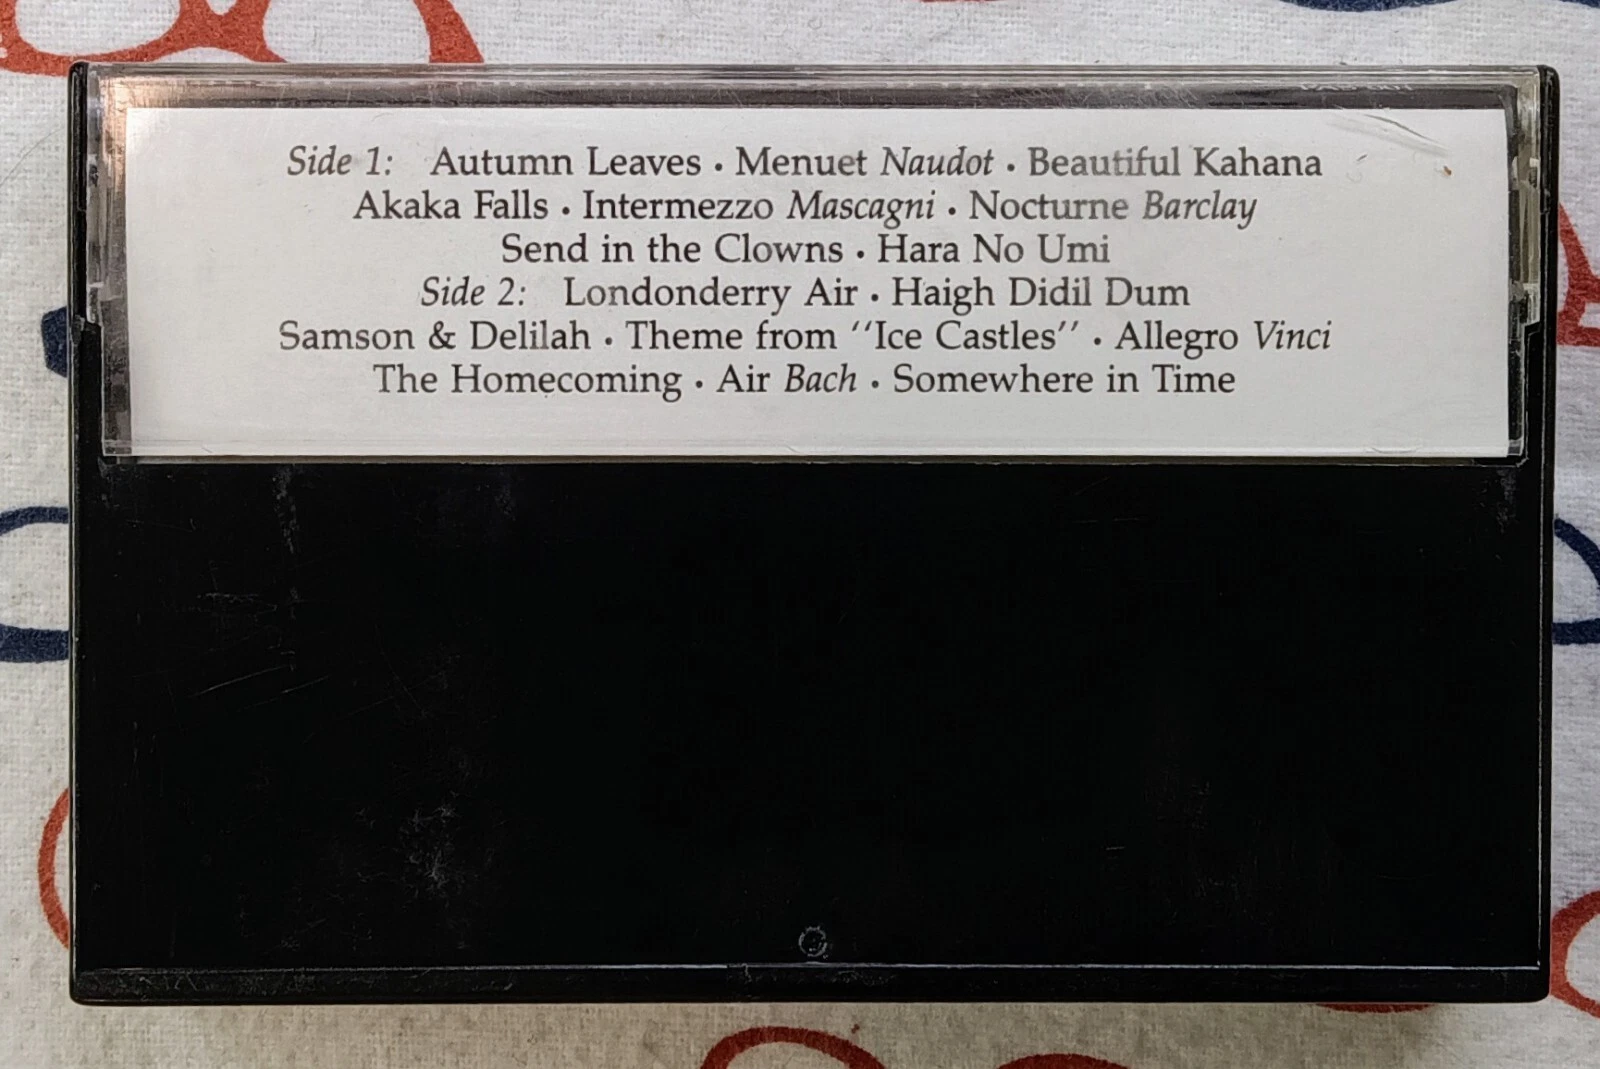 Side 1: Autumn Leaves · Menuet Naudot · Beautiful Kahana
Akaka Falls · Intermezzo Mascagni · Nocturne Barclay
Send in the Clowns · Hara No Umi
Side 2: Londonderry Air · Haigh Didil Dum
Samson & Delilah · Theme from ''Ice Castles'' · Allegro Vinci
The Homecoming · Air Bach · Somewhere in Time